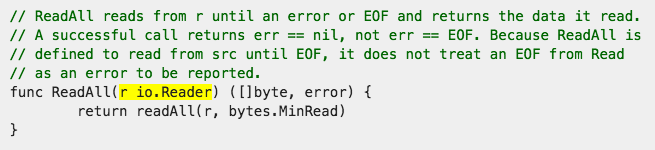 // ReadAll reads from r until an error or EOF and returns the data it read.
// A successful call returns err == nil, not err == EOF. Because ReadAll is
// defined to read from src until EOF, it does not treat an EOF from Read
// as an error to be reported.
func ReadAll(r io.Reader) ([]byte, error) {
        return readAll(r, bytes.MinRead)
}